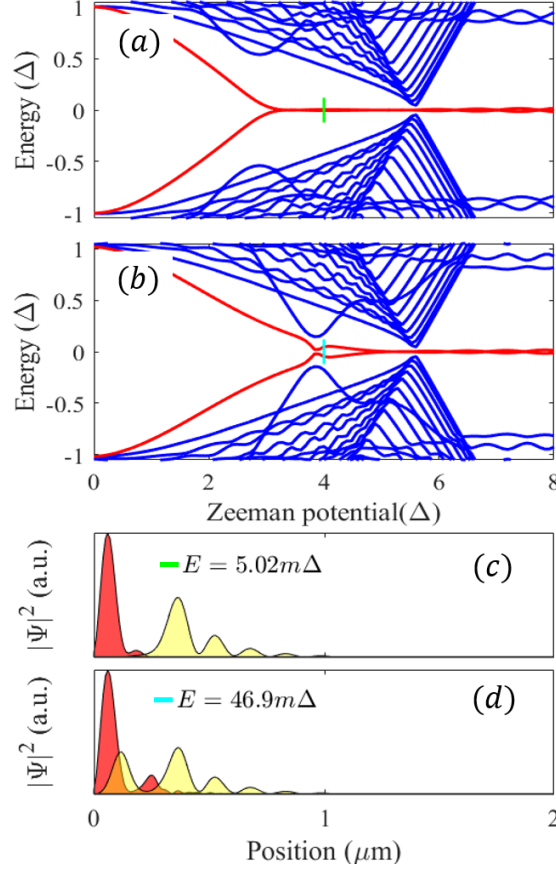 1
(a)
0.5
0
-0.5
-1
Energy (Δ)
1
(b)
0.5
0
-0.5
-1
Energy (Δ)
0 2 4 6 8
Zeeman potential(Δ)
E = 5.02mΔ (c)
|Ψ|² (a.u.)
E = 46.9mΔ (d)
|Ψ|² (a.u.)
0 1 2
Position (μm)